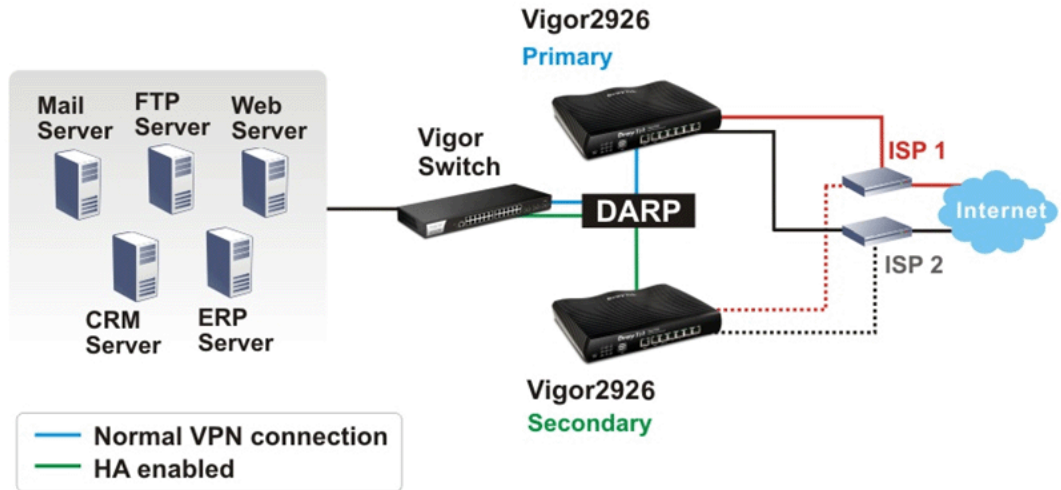 Vigor2926
Primary
Mail
Server
FTP
Server
Web
Server
Vigor
Switch
DARP
ISP 1
Internet
ISP 2
CRM
Server
ERP
Server
Vigor2926
Secondary
Normal VPN connection
HA enabled